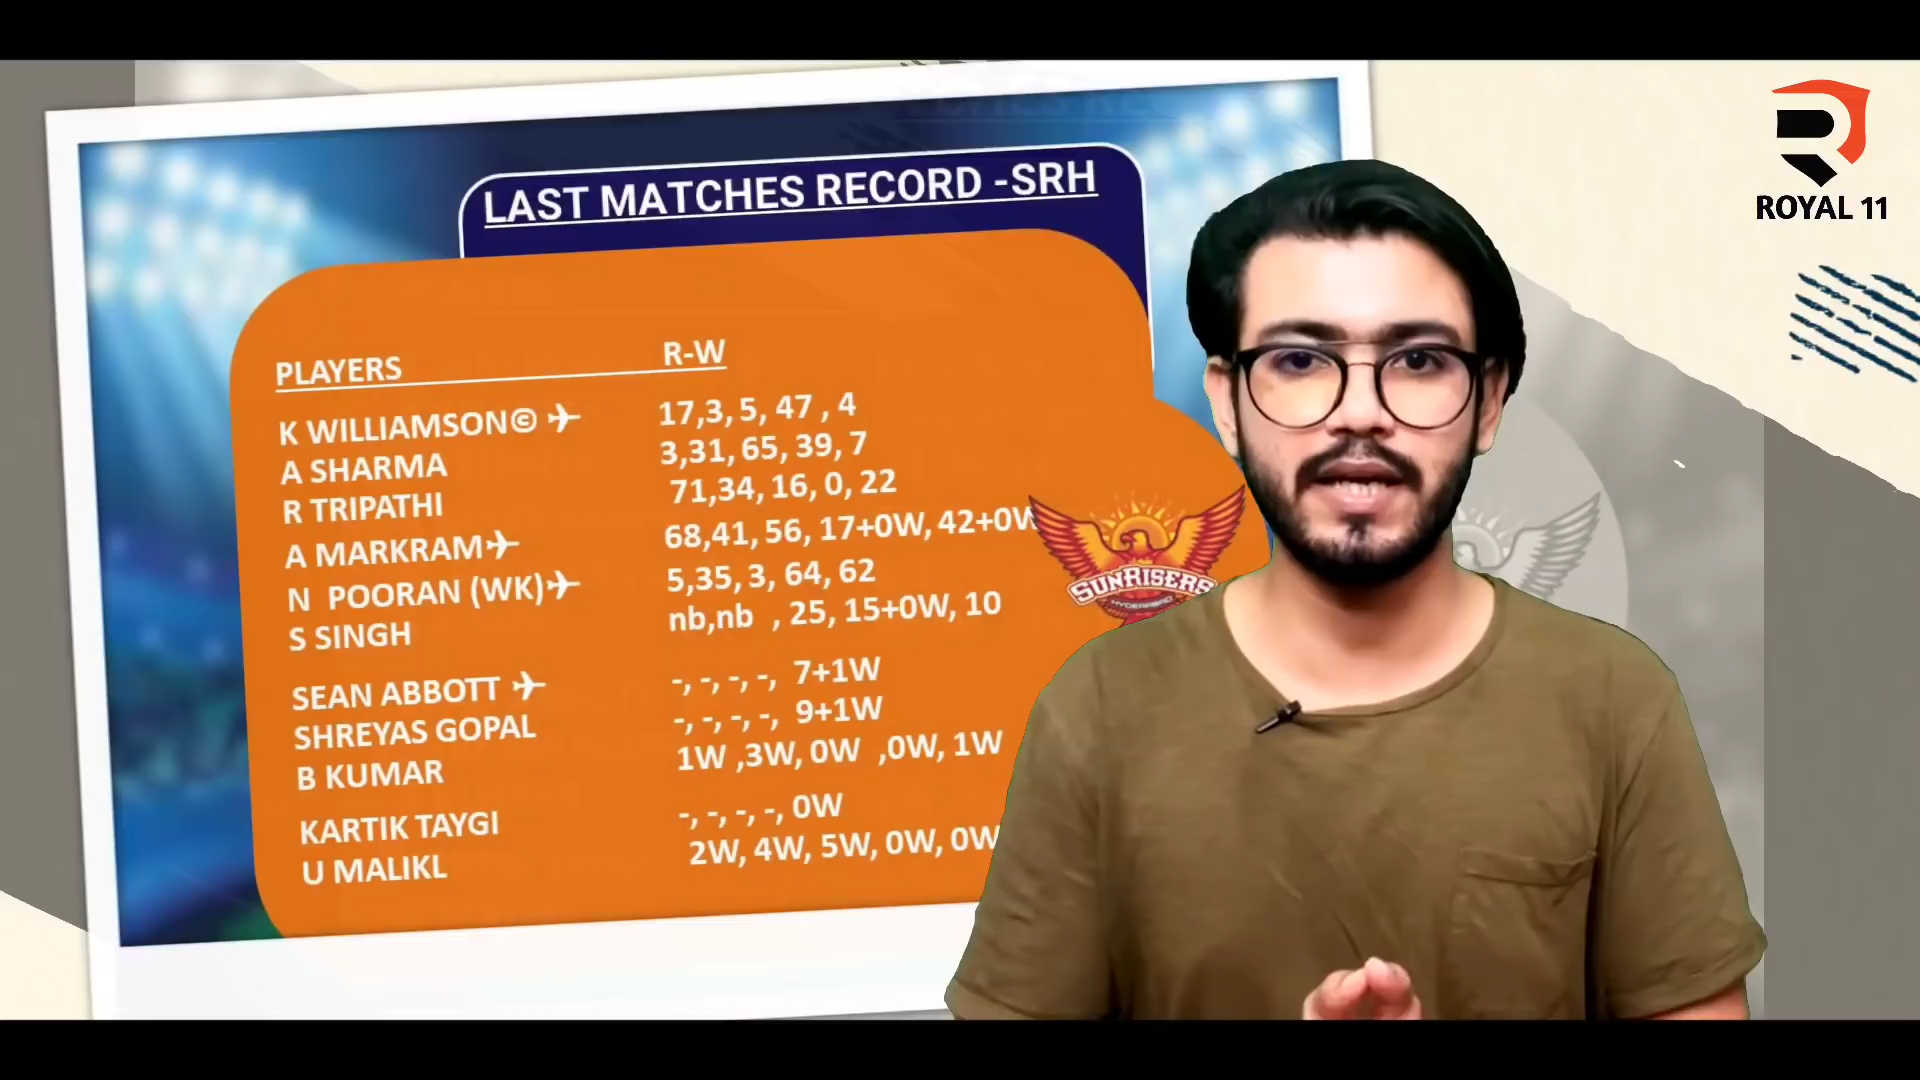 LAST MATCHES RECORD -SRH
PLAYERS R-W
K WILLIAMSON© ✈ 17,3, 5, 47 , 4
A SHARMA 3,31, 65, 39, 7
R TRIPATHI 71,34, 16, 0, 22
A MARKRAM✈ 68,41, 56, 17+0W, 42+0W
N POORAN (WK)✈ 5,35, 3, 64, 62
S SINGH nb,nb , 25, 15+0W, 10
SEAN ABBOTT ✈ -, -, -, -, 7+1W
SHREYAS GOPAL -, -, -, -, 9+1W
B KUMAR 1W ,3W, 0W ,0W, 1W
KARTIK TAYGI -, -, -, -, 0W
U MALIKL 2W, 4W, 5W, 0W, 0W
SUNRISERS
HYDERABAD
ROYAL 11